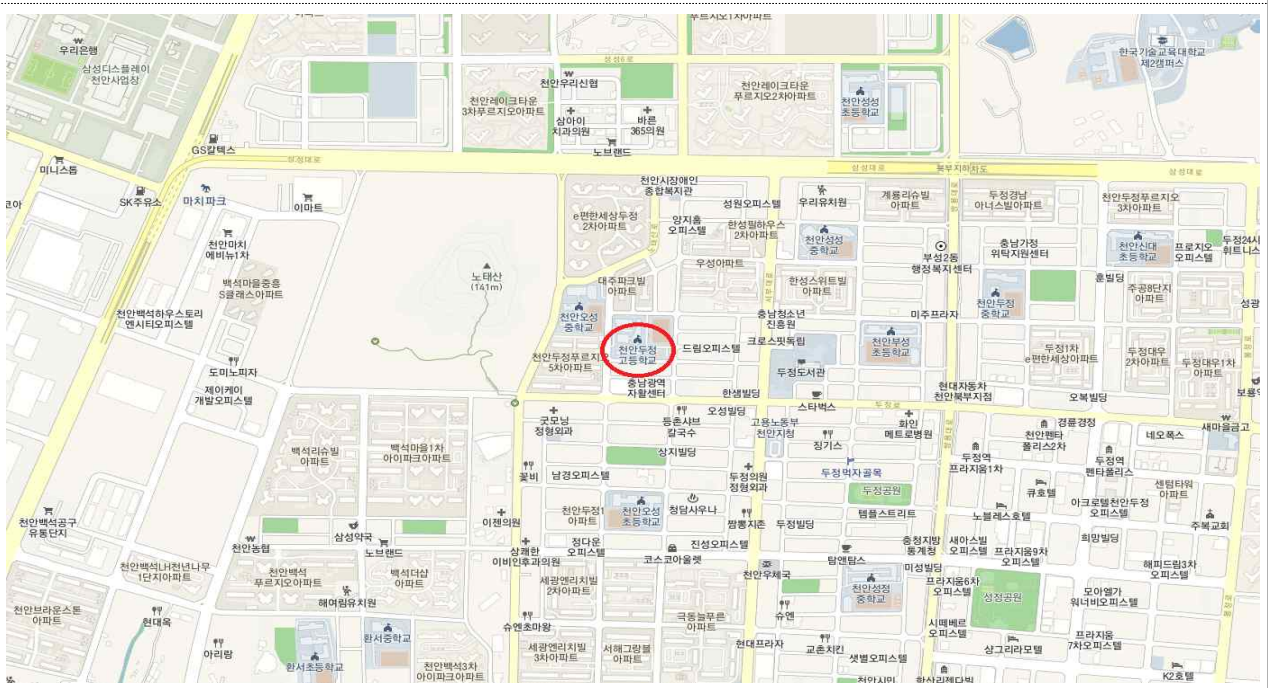 우리은행
삼성디스플레이
천안사업장
한국기술교육대학교
제2캠퍼스
삼성6로
천안우리신협
천안레이크타운
3차푸르지오아파트
삼아이
치과의원
바른
365의원
노브랜드
천안레이크타운
푸르지오2차아파트
천안성성
초등학교
GS칼텍스
미니스톱
SK주유소
마치파크
이마트
삼성대로
삼성대로
북부지하차도
삼성대로
천안시장애인
종합복지관
성원오피스텔
우리유치원
계룡리슈빌
아파트
두정경남
아너스빌아파트
천안두정푸르지오
3차아파트
e편한세상두정
2차아파트
양지홈
오피스텔
한성필하우스
2차아파트
천안성성
중학교
부성2동
행정복지센터
충남가정
위탁지원센터
천안신대
초등학교
프로지오
오피스텔
두정24시
휘트니스
천안마치
에비뉴1차
노태산
(141m)
우성아파트
대주파크빌
아파트
한성스위트빌
아파트
훈빌딩
주공8단지
아파트
백석마을중흥
S클래스아파트
천안백석하우스토리
엔시티오피스텔
천안오성
중학교
충남청소년
진흥원
미주프라자
천안두정
중학교
성광
천안두정
고등학교
드림오피스텔
크로스핏독립
천안부성
초등학교
두정1차
e편한세상아파트
두정대우
2차아파트
두정대우1차
아파트
천안두정푸르지오
5차아파트
도미노피자
제이케이
개발오피스텔
충남광역
자활센터
한샘빌딩
두정도서관
스타벅스
두정로
현대자동차
천안북부지점
오복빌딩
보룡
굿모닝
정형외과
등촌샤브
칼국수
오성빌딩
고용노동부
천안지청
징기스
화인
메트로병원
천안펜타
폴리스2차
경륜경정
네오폭스
새마을금고
백석리슈빌
아파트
백석마을1차
아이파크아파트
상지빌딩
꽃비
남경오피스텔
두정의원
정형외과
두정먹자골목
두정역
프라지움1차
두정역
펜타폴리스
두정공원
큐호텔
센텀타워
아파트
천안백석공구
유통단지
이젠의원
천안두정1
아파트
천안오성
초등학교
청담사우나
짬뽕지존
두정빌딩
템플스트리트
노블레스호텔
아크로텔천안두정
오피스텔
주복교회
천안농협
삼성약국
노브랜드
상쾌한
이비인후과의원
정다운
오피스텔
진성오피스텔
코스코아울렛
충청지방
통계청
새아스빌
오피스텔
희망빌딩
프라지움9차
오피스텔
천안백석LH천년나무
1단지아파트
천안백석
푸르지오아파트
백석더샵
아파트
세광엔리치빌
2차아파트
천안우체국
탐앤탐스
미성빌딩
해피드림3차
오피스텔
천안브라운스톤
아파트
현대옥
해여림유치원
슈엔초마왕
극동늘푸른
아파트
슈엔
천안성정
중학교
프라지움6차
오피스텔
성정공원
모아엘가
워너비오피스텔
시떼베르
오피스텔
아리랑
환서중학교
환서초등학교
천안백석3차
아이파크아파트
세광엔리치빌
3차아파트
서해그랑블
아파트
현대프라자
교촌치킨
샛별오피스텔
샹그리라모텔
프라지움
7차오피스텔
K2호텔